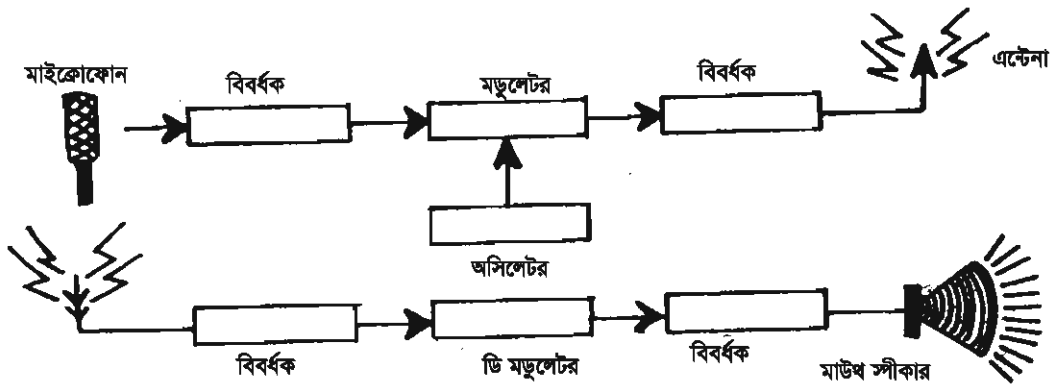 মাইক্রোফোন
বিবর্ধক
মডুলেটর
বিবর্ধক
এন্টেনা
অসিলেটর
বিবর্ধক
ডি মডুলেটর
বিবর্ধক
মাউথ স্পীকার